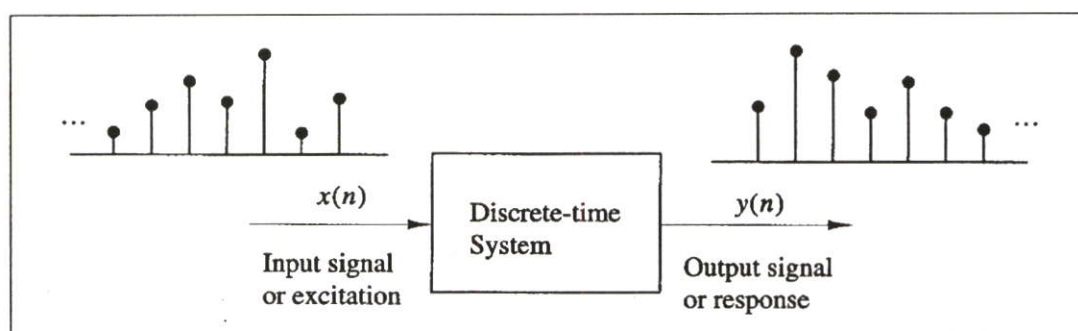 ...
...
x(n)
Discrete-time
System
y(n)
Input signal
or excitation
Output signal
or response